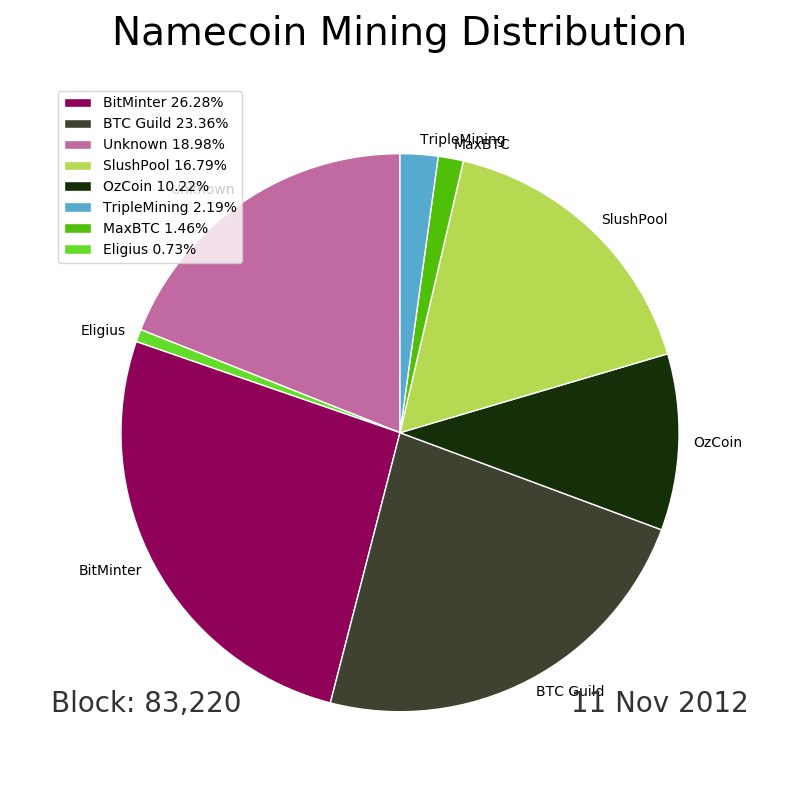 Namecoin Mining Distribution
BitMinter 26.28%
BTC Guild 23.36%
Unknown 18.98%
SlushPool 16.79%
OzCoin 10.22%
TripleMining 2.19%
MaxBTC 1.46%
Eligius 0.73%
TripleMining
MaxBTC
Unknown
SlushPool
Eligius
OzCoin
BitMinter
BTC Guild
Block: 83,220
11 Nov 2012